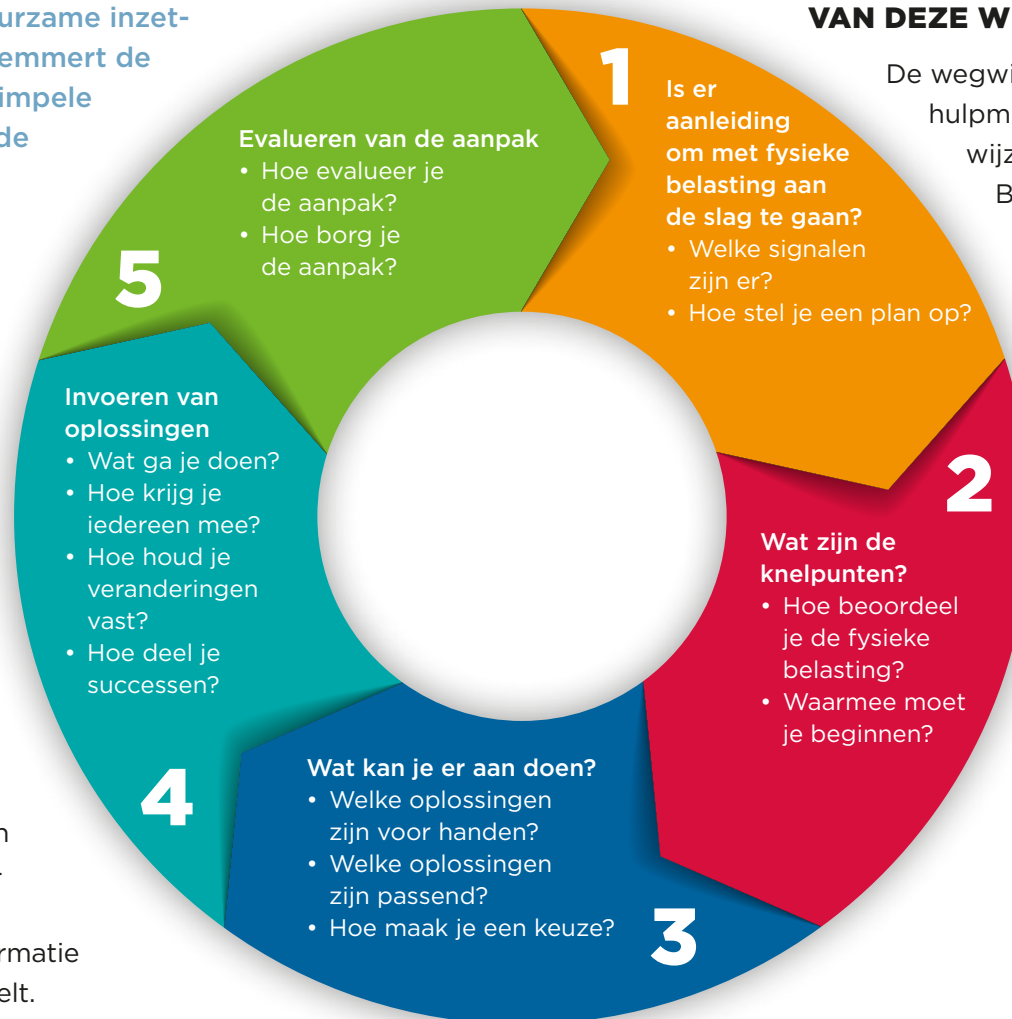 urzame inzet-
emmert de
impele
de
VAN DEZE W
De wegwi
hulpm
wijz
B
1
Is er
aanleiding
om met fysieke
belasting aan
de slag te gaan?
• Welke signalen
zijn er?
• Hoe stel je een plan op?
2
Wat zijn de
knelpunten?
• Hoe beoordeel
je de fysieke
belasting?
• Waarmee moet
je beginnen?
3
Wat kan je er aan doen?
• Welke oplossingen
zijn voor handen?
• Welke oplossingen
zijn passend?
• Hoe maak je een keuze?
4
Invoeren van
oplossingen
• Wat ga je doen?
• Hoe krijg je
iedereen mee?
• Hoe houd je
veranderingen
vast?
• Hoe deel je
successen?
5
Evalueren van de aanpak
• Hoe evalueer je
de aanpak?
• Hoe borg je
de aanpak?
rmatie
elt.